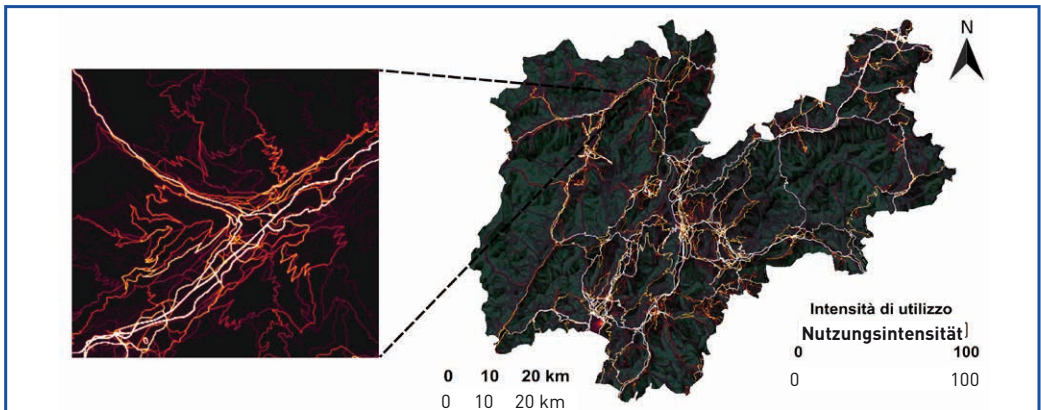 N
Intensità di utilizzo
Nutzungsintensität]
0 100
0 100
0 10 20 km
0 10 20 km